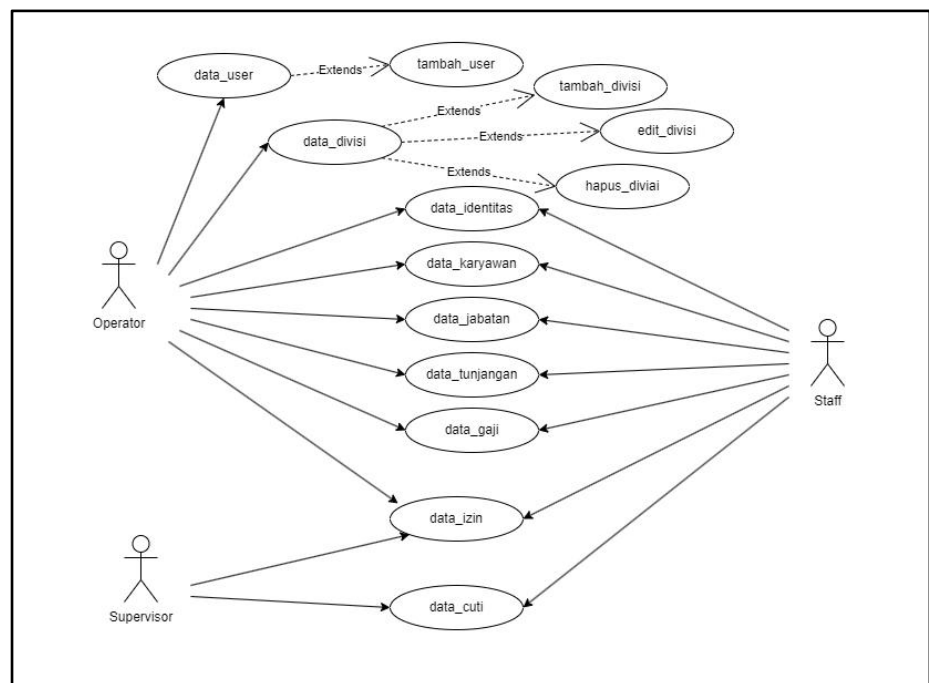 data_user
Extends
tambah_user
tambah_divisi
Extends
data_divisi
Extends
edit_divisi
Extends
hapus_diviai
data_identitas
data_karyawan
Operator
data_jabatan
data_tunjangan
Staff
data_gaji
data_izin
Supervisor
data_cuti